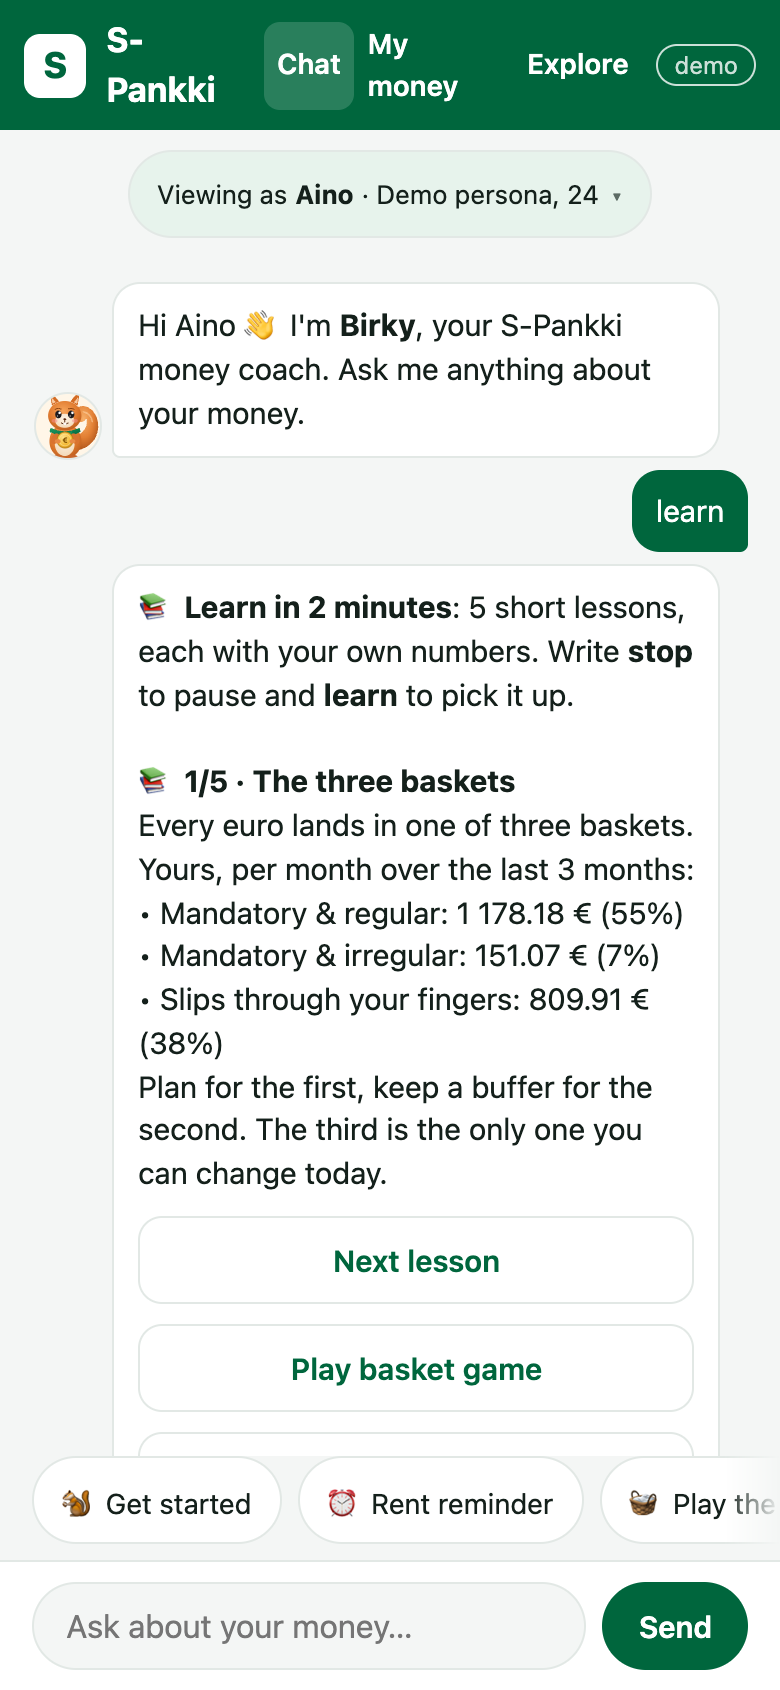 S
S-
Pankki
Chat
My
money
Explore
demo
Viewing as Aino · Demo persona, 24 ▾
Hi Aino 👋 I'm Birky, your S-Pankki
money coach. Ask me anything about
your money.
learn
📚 Learn in 2 minutes: 5 short lessons,
each with your own numbers. Write stop
to pause and learn to pick it up.
📚 1/5 · The three baskets
Every euro lands in one of three baskets.
Yours, per month over the last 3 months:
• Mandatory & regular: 1 178.18 € (55%)
• Mandatory & irregular: 151.07 € (7%)
• Slips through your fingers: 809.91 €
(38%)
Plan for the first, keep a buffer for the
second. The third is the only one you
can change today.
Next lesson
Play basket game
🐿️ Get started
⏰ Rent reminder
🧺 Play the
Ask about your money...
Send